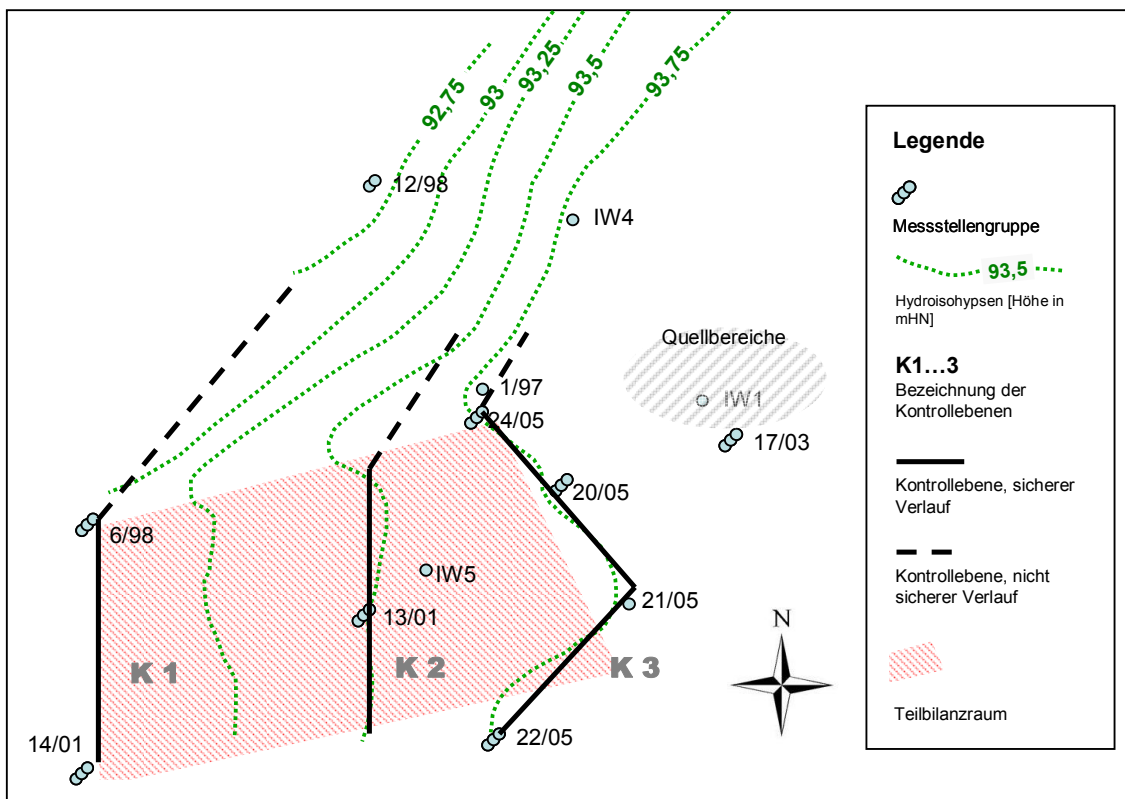 92,75
93
93,25
93,5
93,75
12/98
IW4
Quellbereiche
1/97
IW1
24/05
17/03
20/05
6/98
IW5
21/05
13/01
K 1
K 2
K 3
N
14/01
22/05
Legende
Messstellengruppe
93,5
Hydroisohypsen [Höhe in
mHN]
K1...3
Bezeichnung der
Kontrollebenen
Kontrollebene, sicherer
Verlauf
Kontrollebene, nicht
sicherer Verlauf
Teilbilanzraum